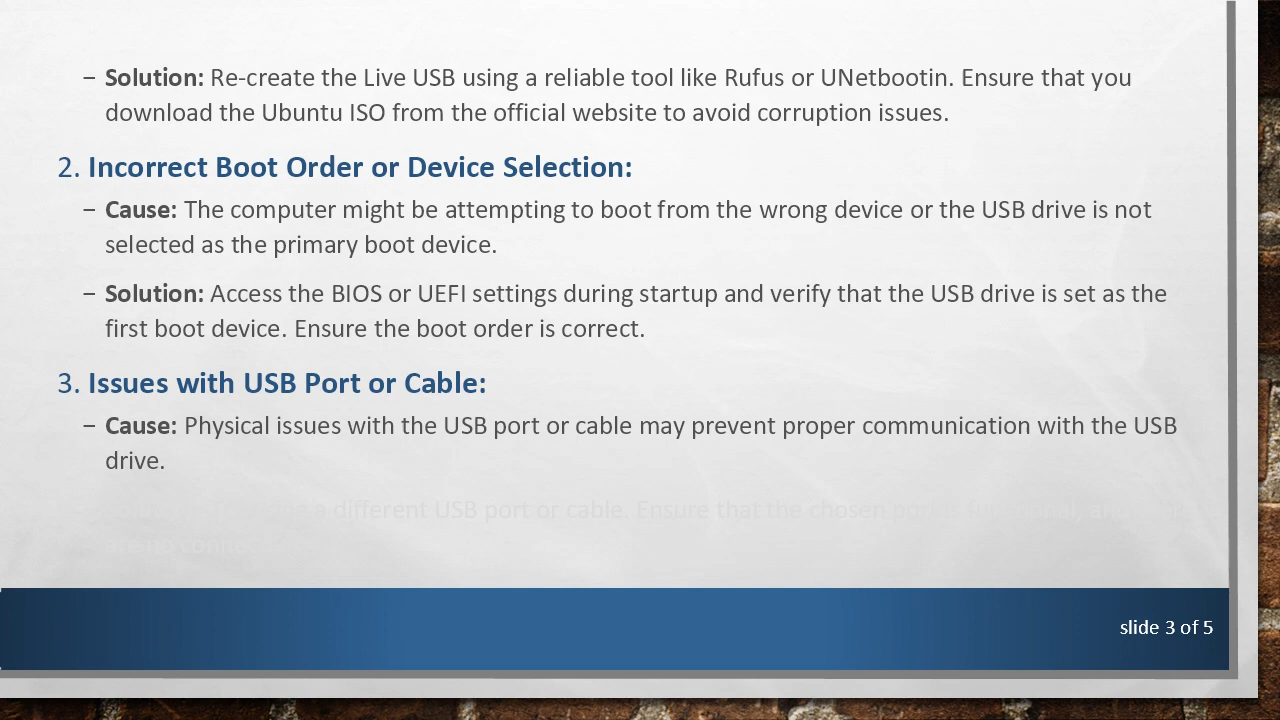 – Solution: Re-create the Live USB using a reliable tool like Rufus or UNetbootin. Ensure that you
download the Ubuntu ISO from the official website to avoid corruption issues.
2. Incorrect Boot Order or Device Selection:
– Cause: The computer might be attempting to boot from the wrong device or the USB drive is not
selected as the primary boot device.
– Solution: Access the BIOS or UEFI settings during startup and verify that the USB drive is set as the
first boot device. Ensure the boot order is correct.
3. Issues with USB Port or Cable:
– Cause: Physical issues with the USB port or cable may prevent proper communication with the USB
drive.
a different USB port or cable. Ensure that the chosen
slide 3 of 5